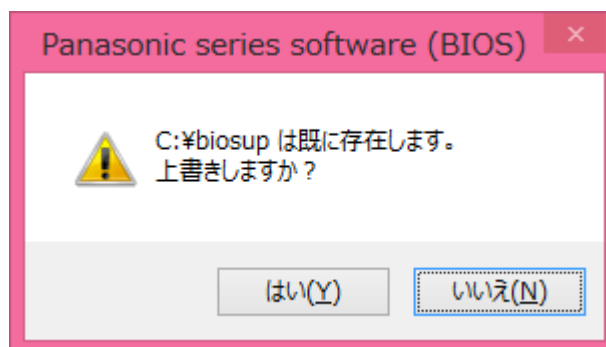 Panasonic series software (BIOS)
C:¥biosup は既に存在します。
上書きしますか？
はい(Y)
いいえ(N)